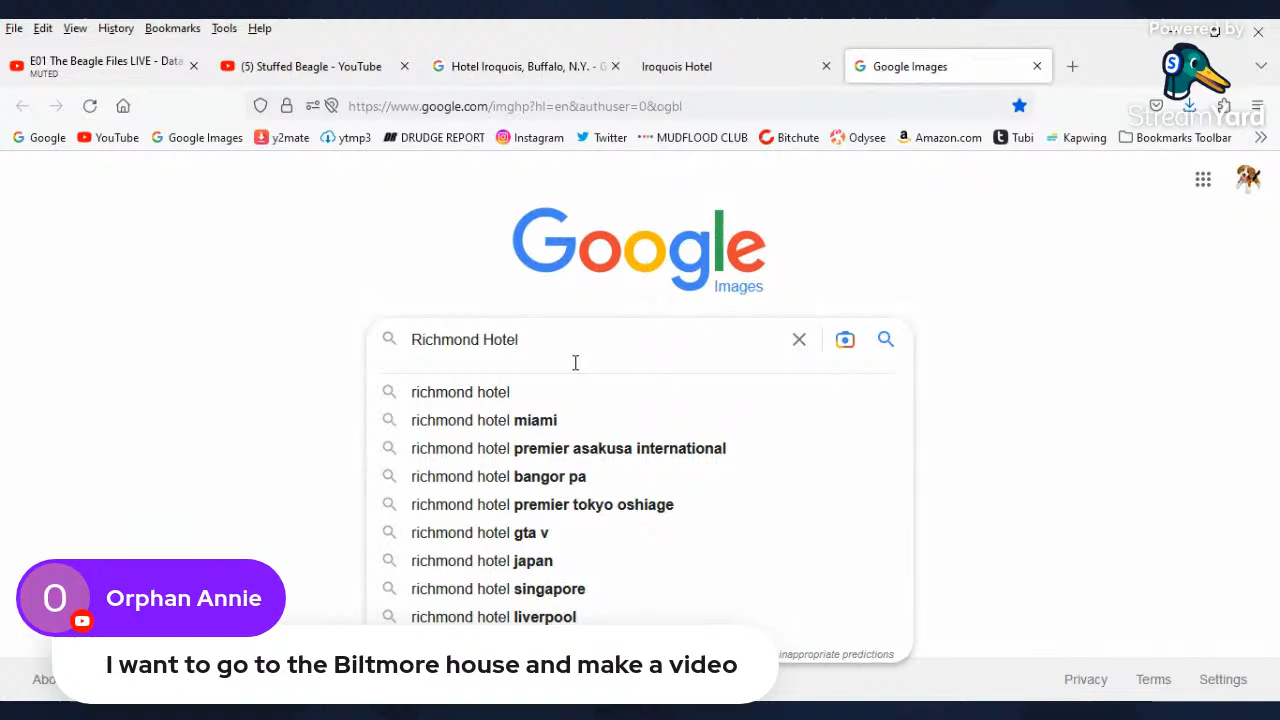 File Edit View History Bookmarks Tools Help
Powered by
E01 The Beagle Files LIVE - Data
MUTED
(5) Stuffed Beagle - YouTube
Hotel Iroquois, Buffalo, N.Y. - G
Iroquois Hotel
Google Images
https://www.google.com/imghp?hl=en&authuser=0&ogbl
S
StreamYard
Google YouTube Google Images y2mate ytmp3 DRUDGE REPORT Instagram Twitter MUDFLOOD CLUB Bitchute Odysee Amazon.com Tubi Kapwing Bookmarks Toolbar
Google
Images
Richmond Hotel
richmond hotel
richmond hotel miami
richmond hotel premier asakusa international
richmond hotel bangor pa
richmond hotel premier tokyo oshiage
richmond hotel gta v
richmond hotel japan
richmond hotel singapore
richmond hotel liverpool
inappropriate predictions
O Orphan Annie
I want to go to the Biltmore house and make a video
Privacy Terms Settings